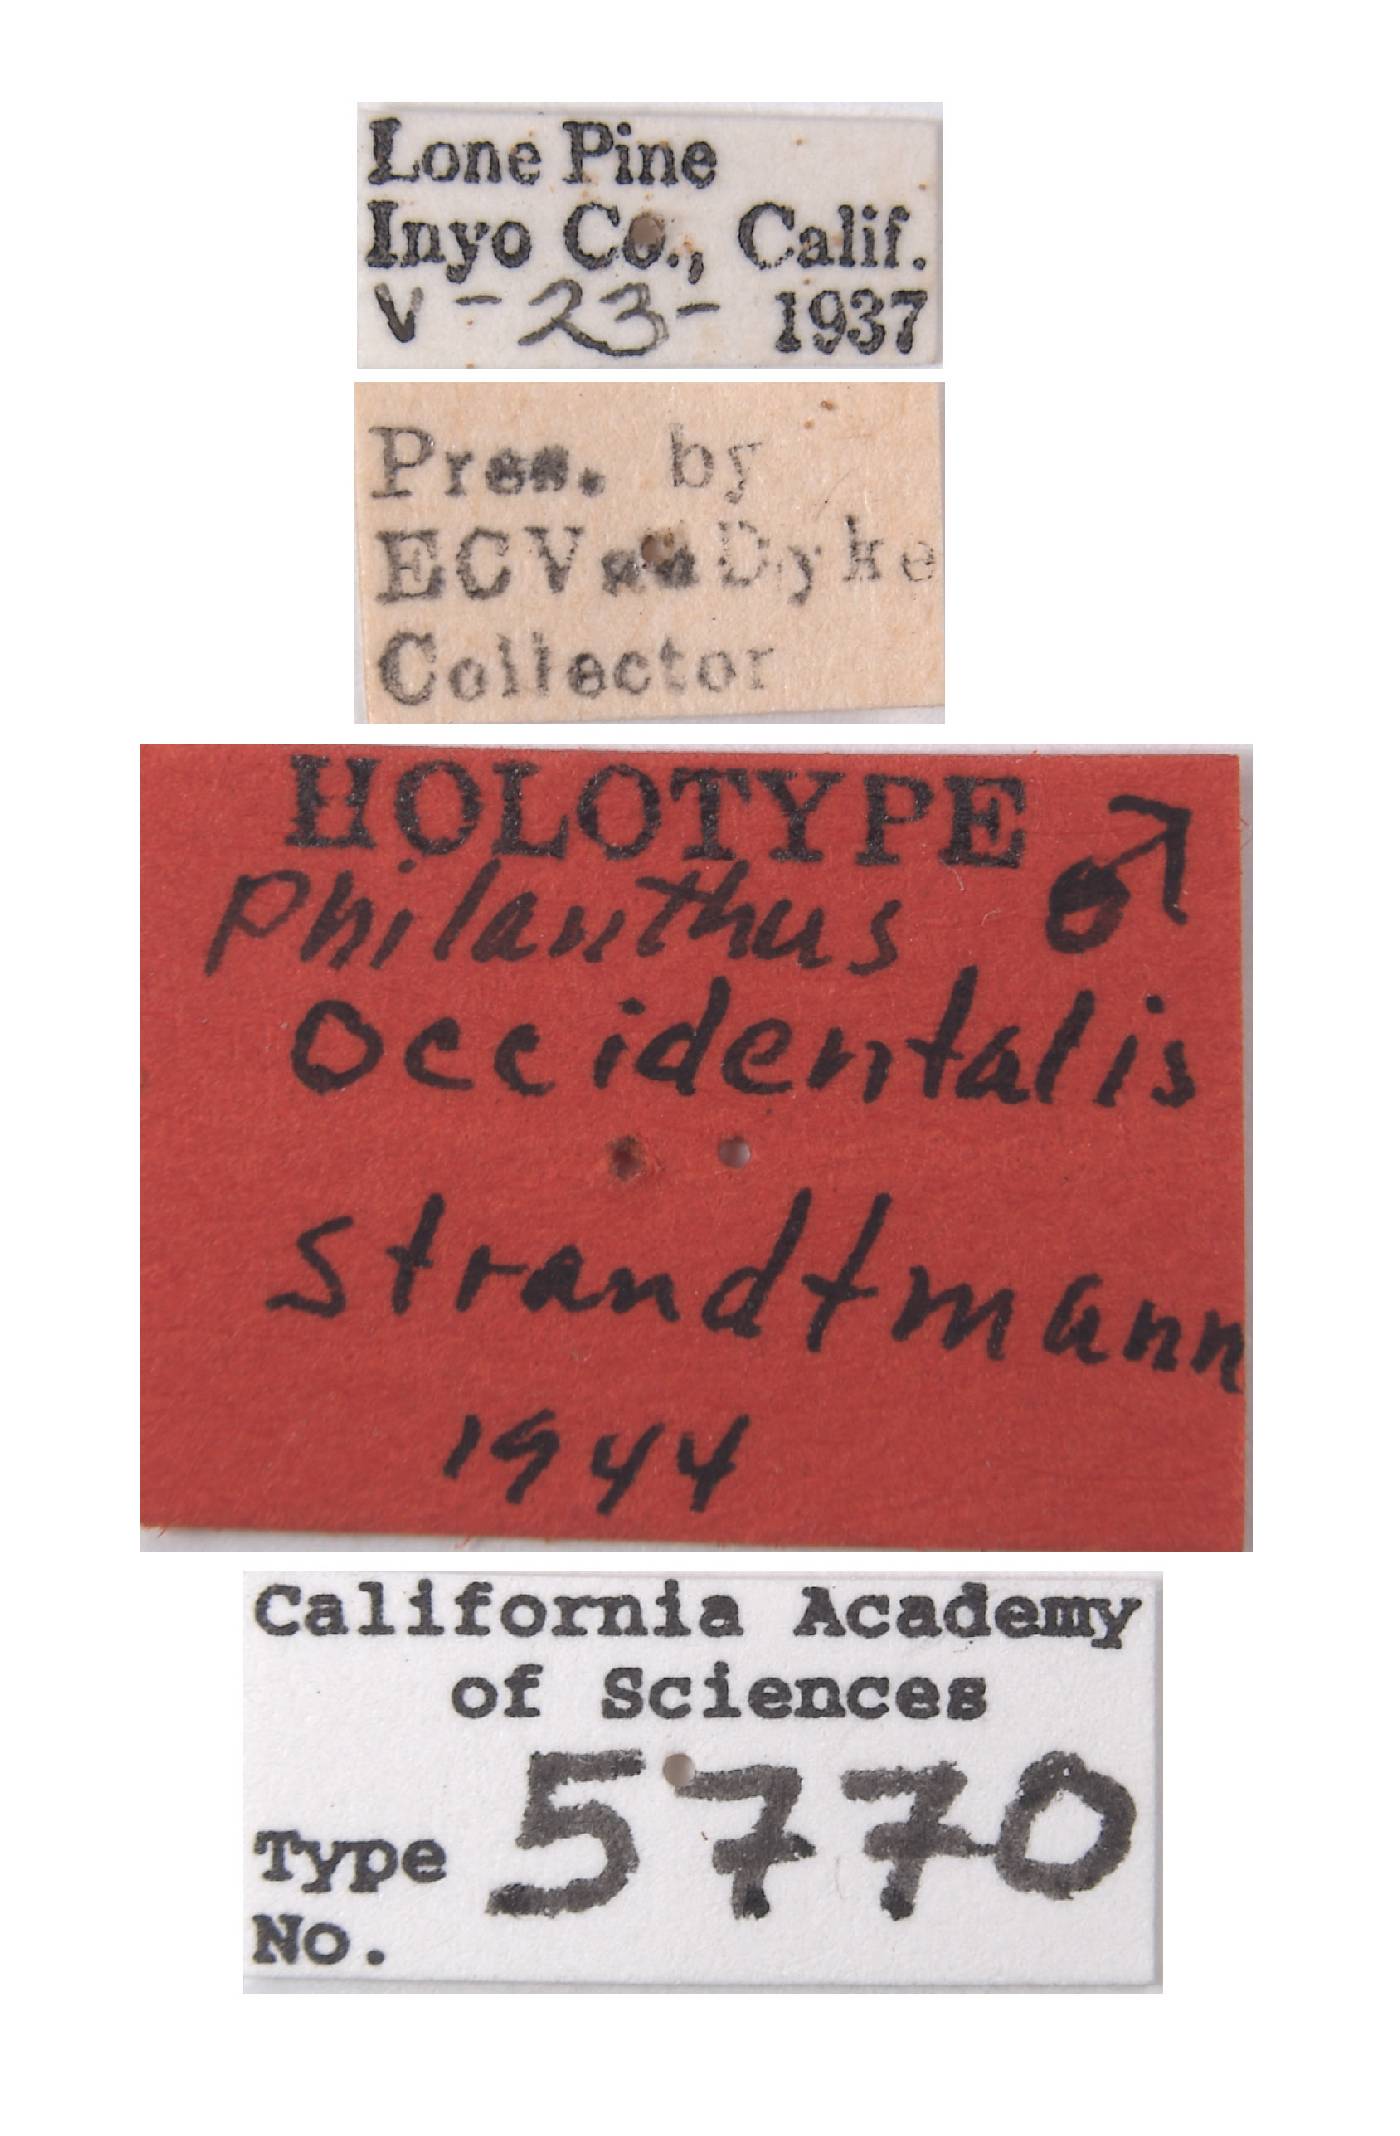 Lone Pine
Inyo Co., Calif.
V - 23 - 1937
Pres. by
ECVanDyke
Collector
HOLOTYPE ♂
Philanthus
occidentalis
Strandtmann
1944
California Academy
of Sciences
Type
No. 5770